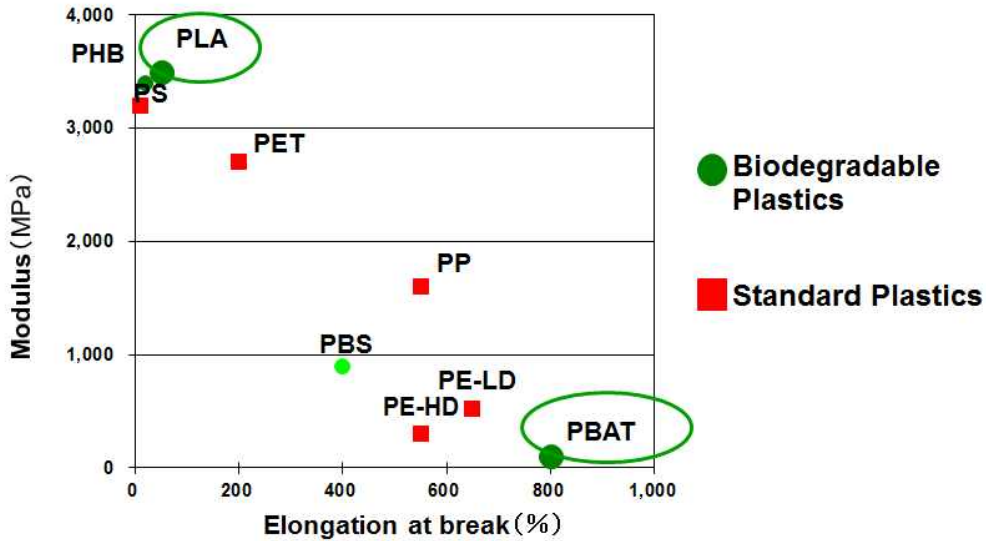 4,000
PLA
PHB
PS
3,000
PET
Biodegradable
Plastics
2,000
PP
Standard Plastics
PBS
1,000
PE-LD
PE-HD
PBAT
0
0 200 400 600 800 1,000
Modulus (MPa)
Elongation at break (%)